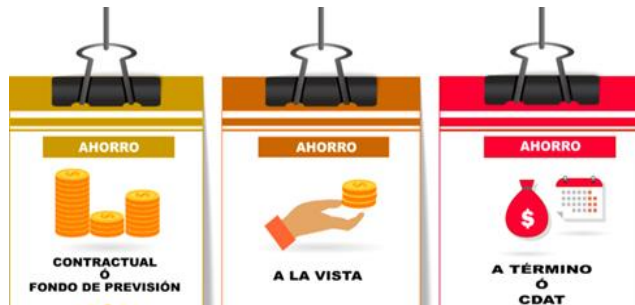 AHORRO
CONTRACTUAL
Ó
FONDO DE PREVISIÓN
AHORRO
A LA VISTA
AHORRO
$
A TÉRMINO
Ó
CDAT